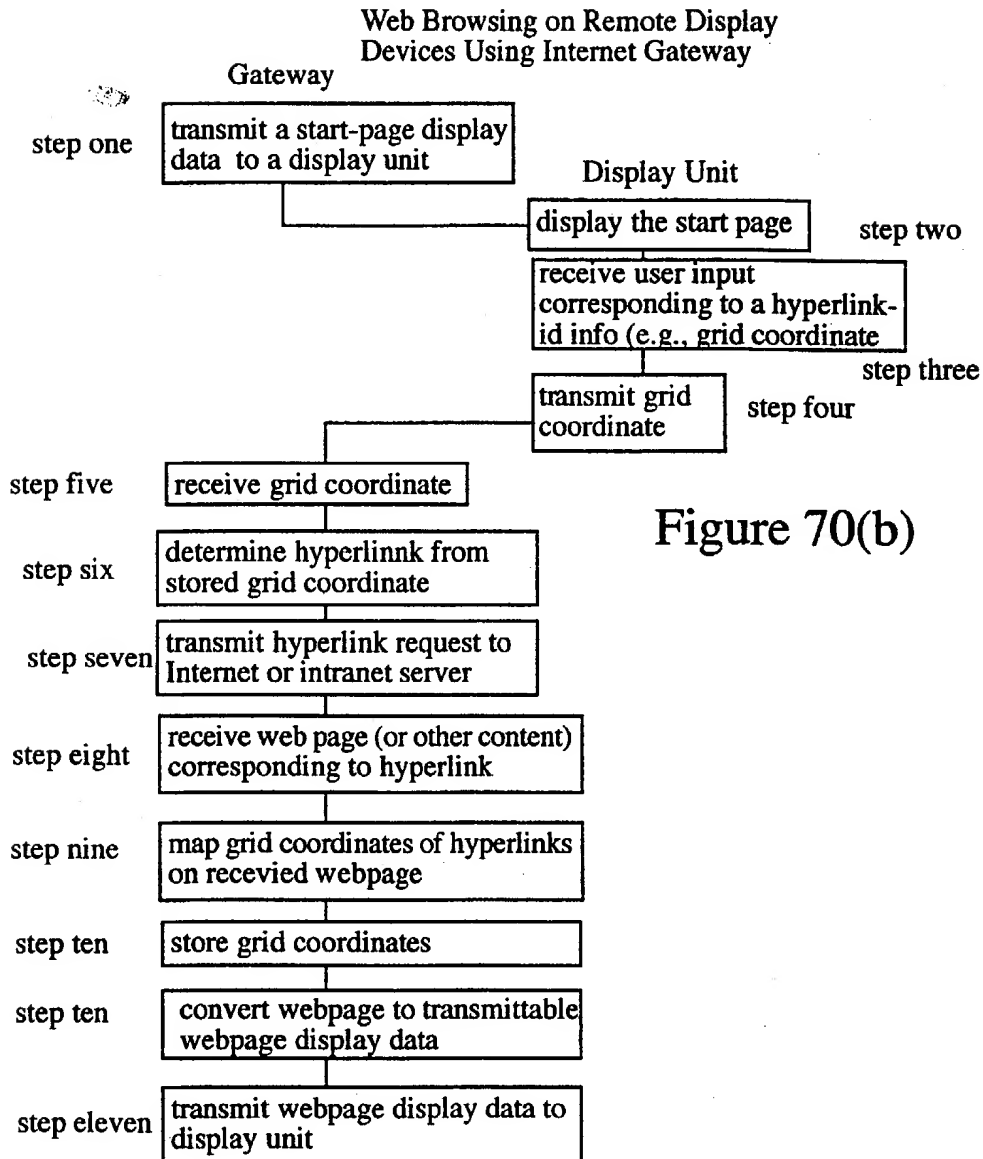 Web Browsing on Remote Display
Devices Using Internet Gateway
Gateway
step one
transmit a start-page display
data to a display unit
Display Unit
display the start page
step two
receive user input
corresponding to a hyperlink-
id info (e.g., grid coordinate
step three
transmit grid
coordinate
step four
step five
receive grid coordinate
Figure 70(b)
step six
determine hyperlinnk from
stored grid coordinate
step seven
transmit hyperlink request to
Internet or intranet server
step eight
receive web page (or other content)
corresponding to hyperlink
step nine
map grid coordinates of hyperlinks
on recevied webpage
step ten
store grid coordinates
step ten
convert webpage to transmittable
webpage display data
step eleven
transmit webpage display data to
display unit